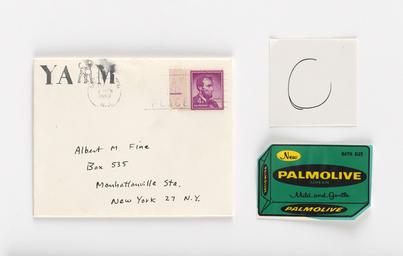 YAM
PLACE
Albert M. Fine
Box 535
Manhattanville Sta.
New York 27 N.Y.
C
New
BATH SIZE
PALMOLIVE
GREEN
Mild and Gentle
PALMOLIVE